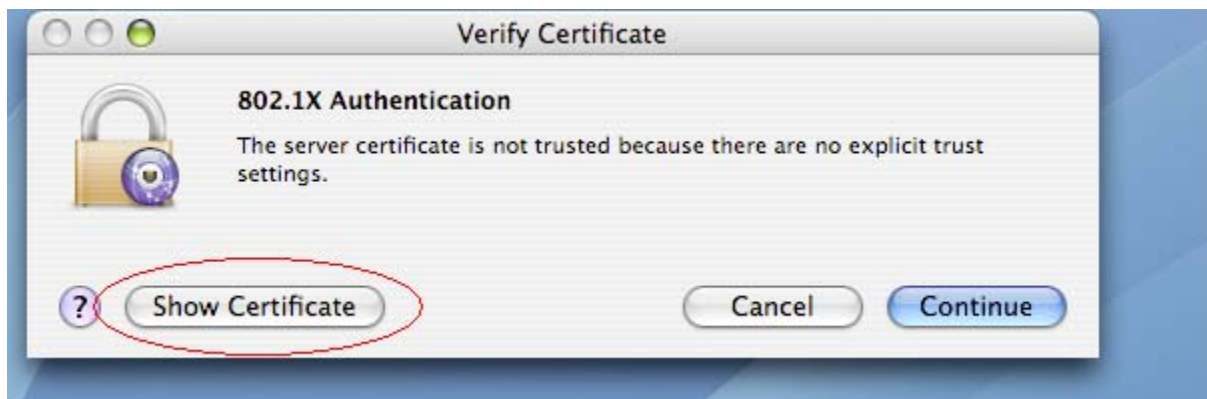 Verify Certificate
802.1X Authentication
The server certificate is not trusted because there are no explicit trust
settings.
?
Show Certificate
Cancel
Continue